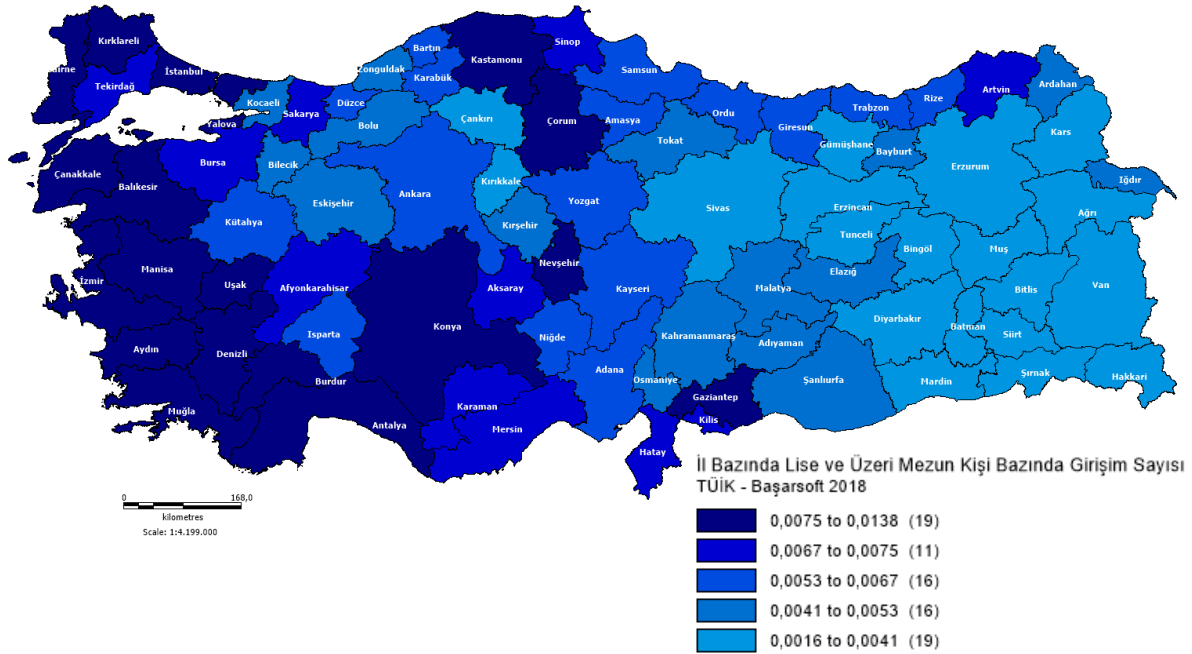 Kırklareli
Sinop
Bartın
Kastamonu
irne
İstanbul
Zonguldak
Karabük
Samsun
Tekirdağ
Artvin
Ardahan
Kocaeli
Sakarya
Düzce
Yalova
Bolu
Çankırı
Çorum
Amasya
Ordu
Giresun
Trabzon
Rize
Kars
Tokat
Gümüşhane
Bayburt
Erzurum
Iğdır
Bursa
Bilecik
Çanakkale
Balıkesir
Eskişehir
Ankara
Kırıkkale
Yozgat
Sivas
Erzincan
Ağrı
Kütahya
Kırşehir
Tunceli
Bingöl
Muş
Manisa
Uşak
Afyonkarahisar
Nevşehir
Aksaray
Kayseri
Malatya
Elazığ
Bitlis
Van
İzmir
Konya
Isparta
Niğde
Kahramanmaraş
Adıyaman
Diyarbakır
Batman
Siirt
Aydın
Denizli
Burdur
Adana
Osmaniye
Şanlıurfa
Mardin
Şırnak
Hakkari
Muğla
Antalya
Karaman
Mersin
Gaziantep
Kilis
Hatay
0
168,0
kilometres
Scale: 1:4.199.000
İl Bazında Lise ve Üzeri Mezun Kişi Bazında Girişim Sayısı
TÜİK - Başarsoft 2018
0,0075 to 0,0138 (19)
0,0067 to 0,0075 (11)
0,0053 to 0,0067 (16)
0,0041 to 0,0053 (16)
0,0016 to 0,0041 (19)